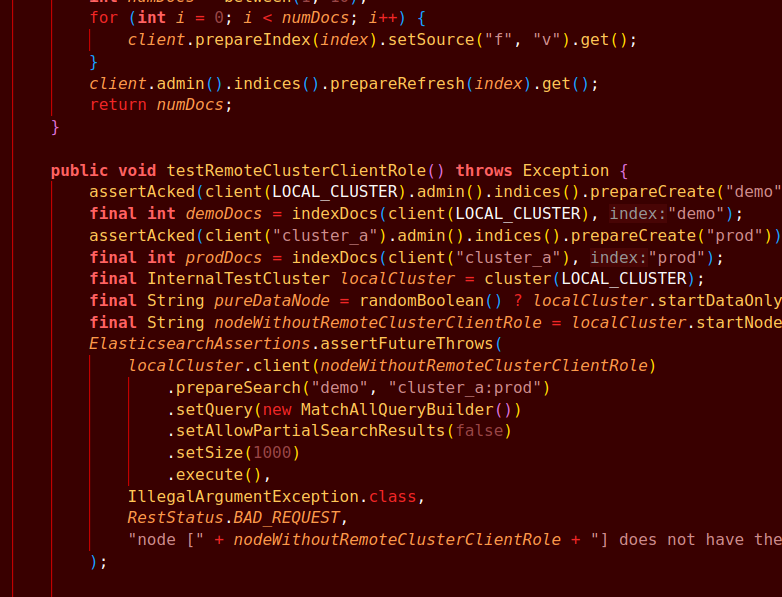 for (int i = 0; i < numDocs; i++) {
client.prepareIndex(index).setSource("f", "v").get();
}
client.admin().indices().prepareRefresh(index).get();
return numDocs;
}
public void testRemoteClusterClientRole() throws Exception {
assertAcked(client(LOCAL_CLUSTER).admin().indices().prepareCreate("demo"
final int demoDocs = indexDocs(client(LOCAL_CLUSTER), index:"demo");
assertAcked(client("cluster_a").admin().indices().prepareCreate("prod"))
final int prodDocs = indexDocs(client("cluster_a"), index:"prod");
final InternalTestCluster localCluster = cluster(LOCAL_CLUSTER);
final String pureDataNode = randomBoolean() ? localCluster.startDataOnly
final String nodeWithoutRemoteClusterClientRole = localCluster.startNode
ElasticsearchAssertions.assertFutureThrows(
localCluster.client(nodeWithoutRemoteClusterClientRole)
.prepareSearch("demo", "cluster_a:prod")
.setQuery(new MatchAllQueryBuilder())
.setAllowPartialSearchResults(false)
.setSize(1000)
.execute(),
IllegalArgumentException.class,
RestStatus.BAD_REQUEST,
"node [" + nodeWithoutRemoteClusterClientRole + "] does not have the
);